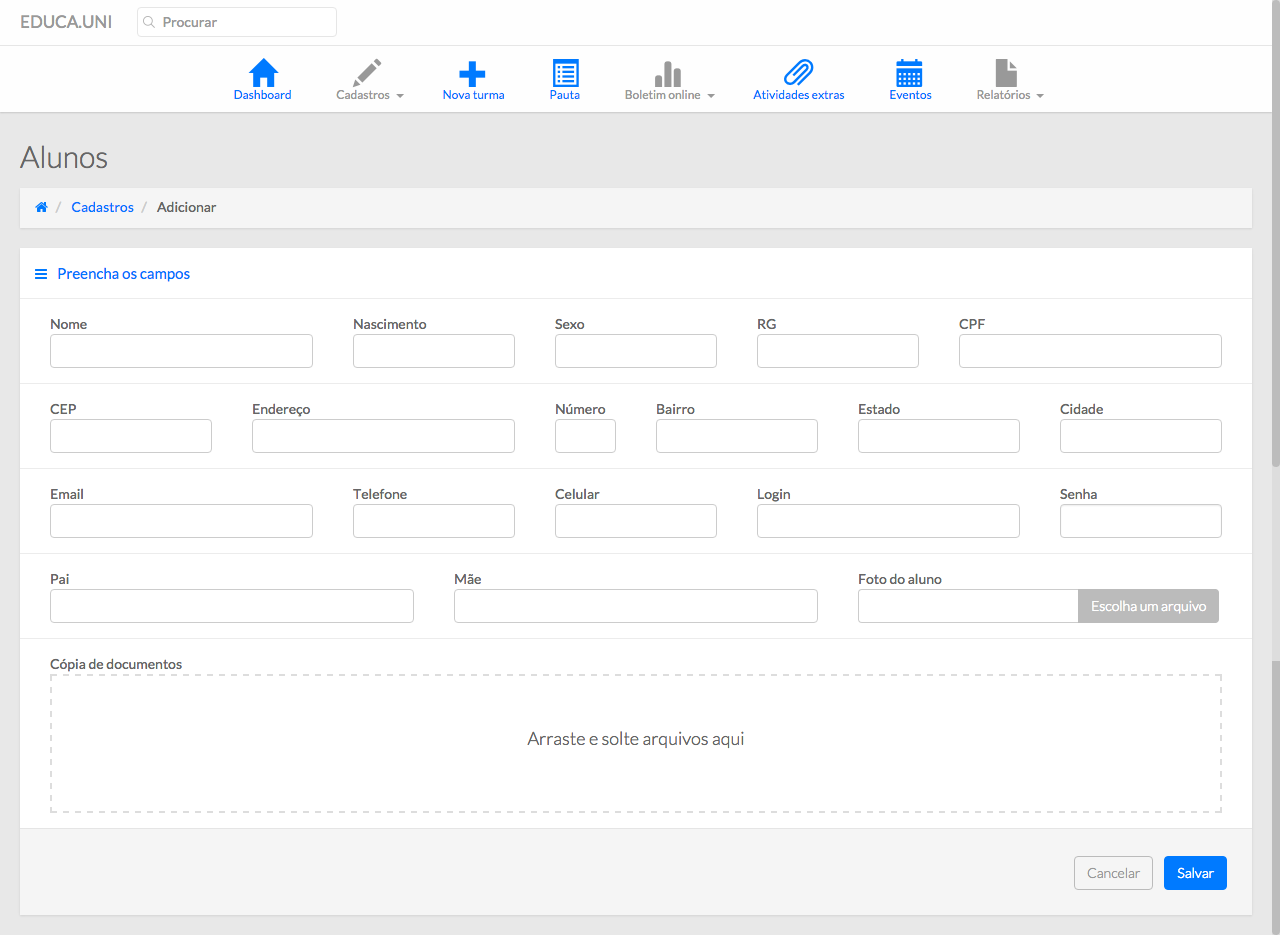 EDUCA.UNI Procurar
Dashboard Cadastros Nova turma Pauta Boletim online Atividades extras Eventos Relatórios
Alunos
/ Cadastros / Adicionar
Preencha os campos
Nome Nascimento Sexo RG CPF
CEP Endereço Número Bairro Estado Cidade
Email Telefone Celular Login Senha
Pai Mãe Foto do aluno
Escolha um arquivo
Cópia de documentos
Arraste e solte arquivos aqui
Cancelar Salvar